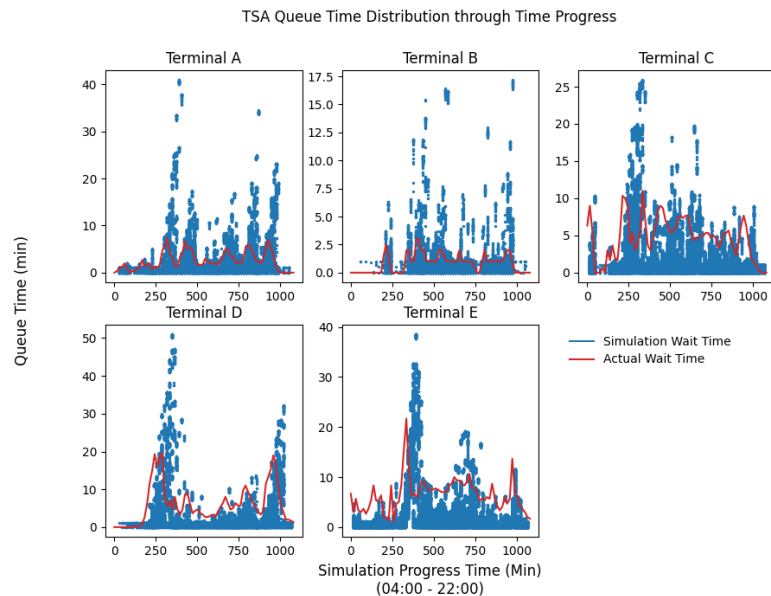 TSA Queue Time Distribution through Time Progress
Terminal A
Terminal B
Terminal C
40
30
20
10
0
0 250 500 750 1000
17.5
15.0
12.5
10.0
7.5
5.0
2.5
0.0
0 250 500 750 1000
25
20
15
10
5
0
0 250 500 750 1000
Queue Time (min)
Terminal D
Terminal E
50
40
30
20
10
0
0 250 500 750 1000
40
30
20
10
0
0 250 500 750 1000
Simulation Wait Time
Actual Wait Time
Simulation Progress Time (Min)
(04:00 - 22:00)